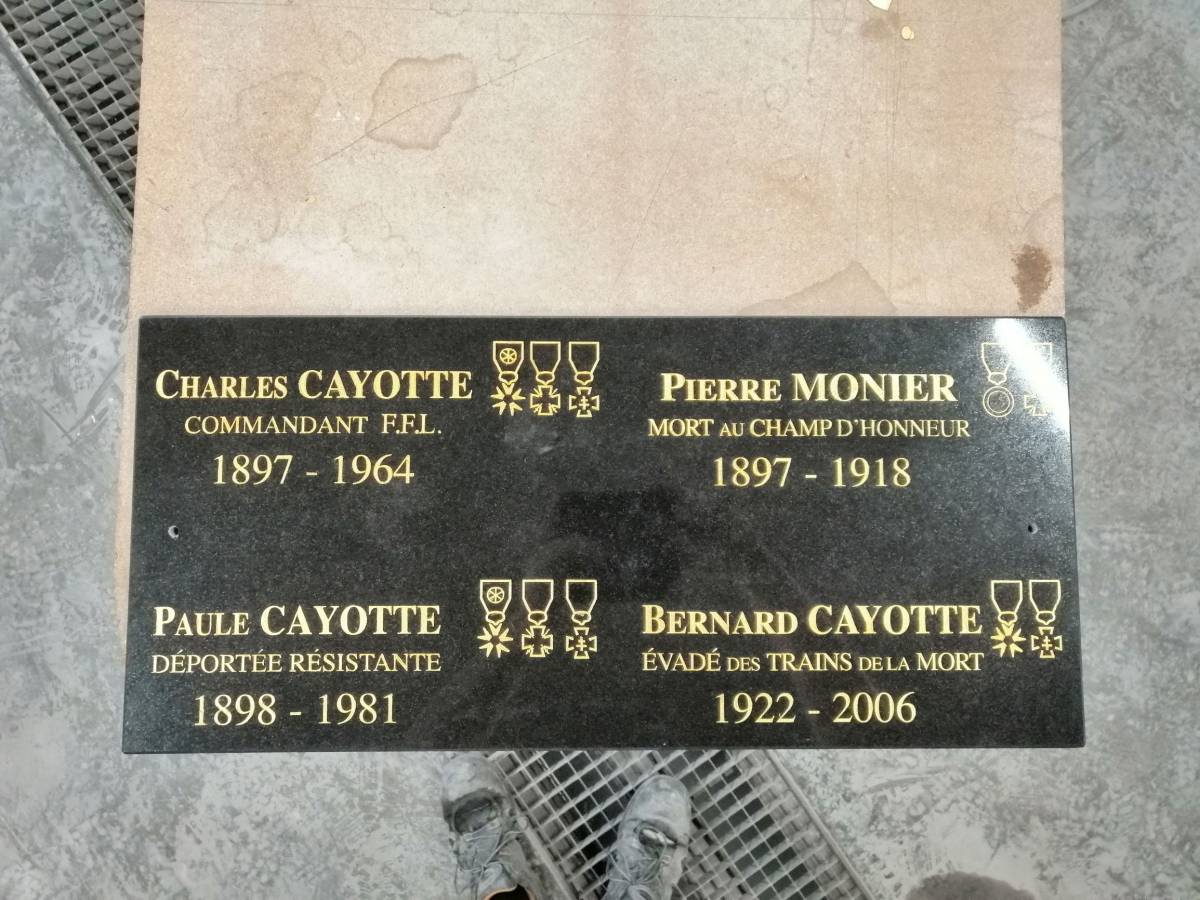 CHARLES CAYOTTE
COMMANDANT F.F.L.
1897 - 1964
PIERRE MONIER
MORT AU CHAMP D'HONNEUR
1897 - 1918
PAULE CAYOTTE
DÉPORTÉE RÉSISTANTE
1898 - 1981
BERNARD CAYOTTE
ÉVADÉ DES TRAINS DE LA MORT
1922 - 2006